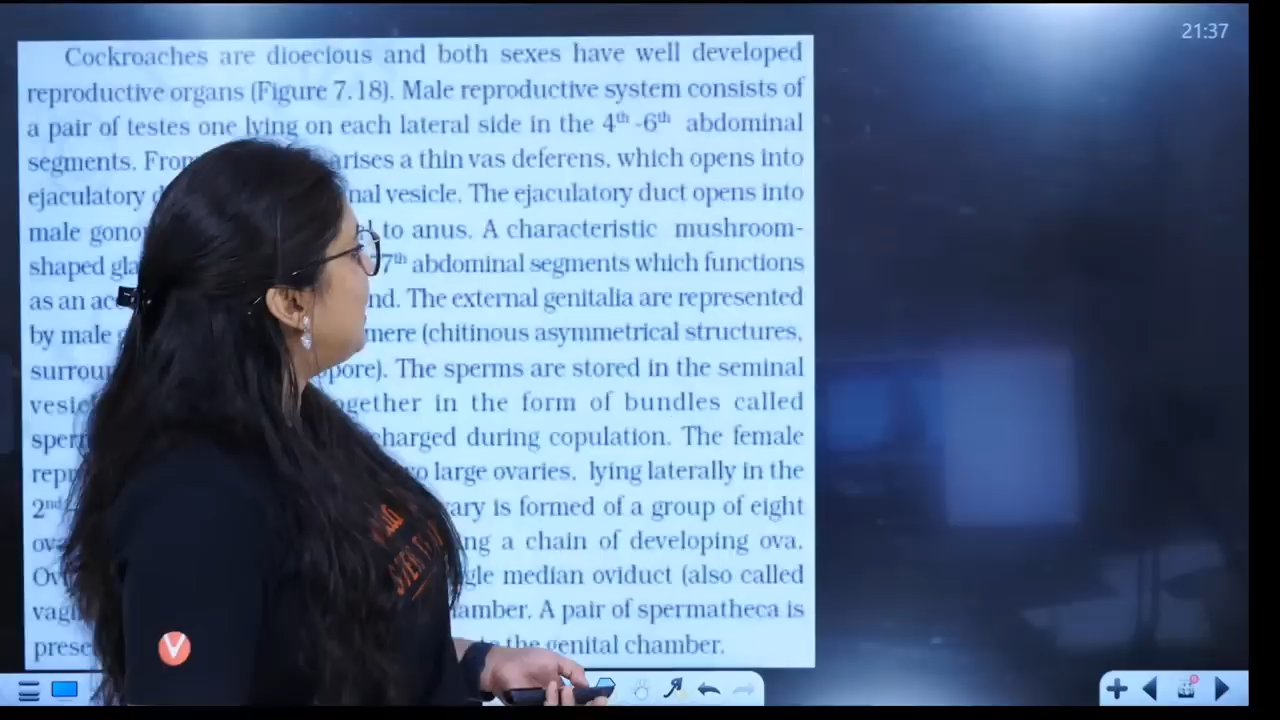 21:37
Cockroaches are dioecious and both sexes have well developed
reproductive organs (Figure 7.18). Male reproductive system consists of
a pair of testes one lying on each lateral side in the 4th -6th abdominal
segments. From arises a thin vas deferens, which opens into
ejaculatory nal vesicle. The ejaculatory duct opens into
male gono to anus. A characteristic mushroom-
shaped gla 7th abdominal segments which functions
as an ac nd. The external genitalia are represented
by male mere (chitinous asymmetrical structures,
surrou pore). The sperms are stored in the seminal
vesic ogether in the form of bundles called
sper charged during copulation. The female
repr o large ovaries, lying laterally in the
2nd ary is formed of a group of eight
ova ng a chain of developing ova.
Ov gle median oviduct (also called
vagi amber. A pair of spermatheca is
prese the genital chamber.
V